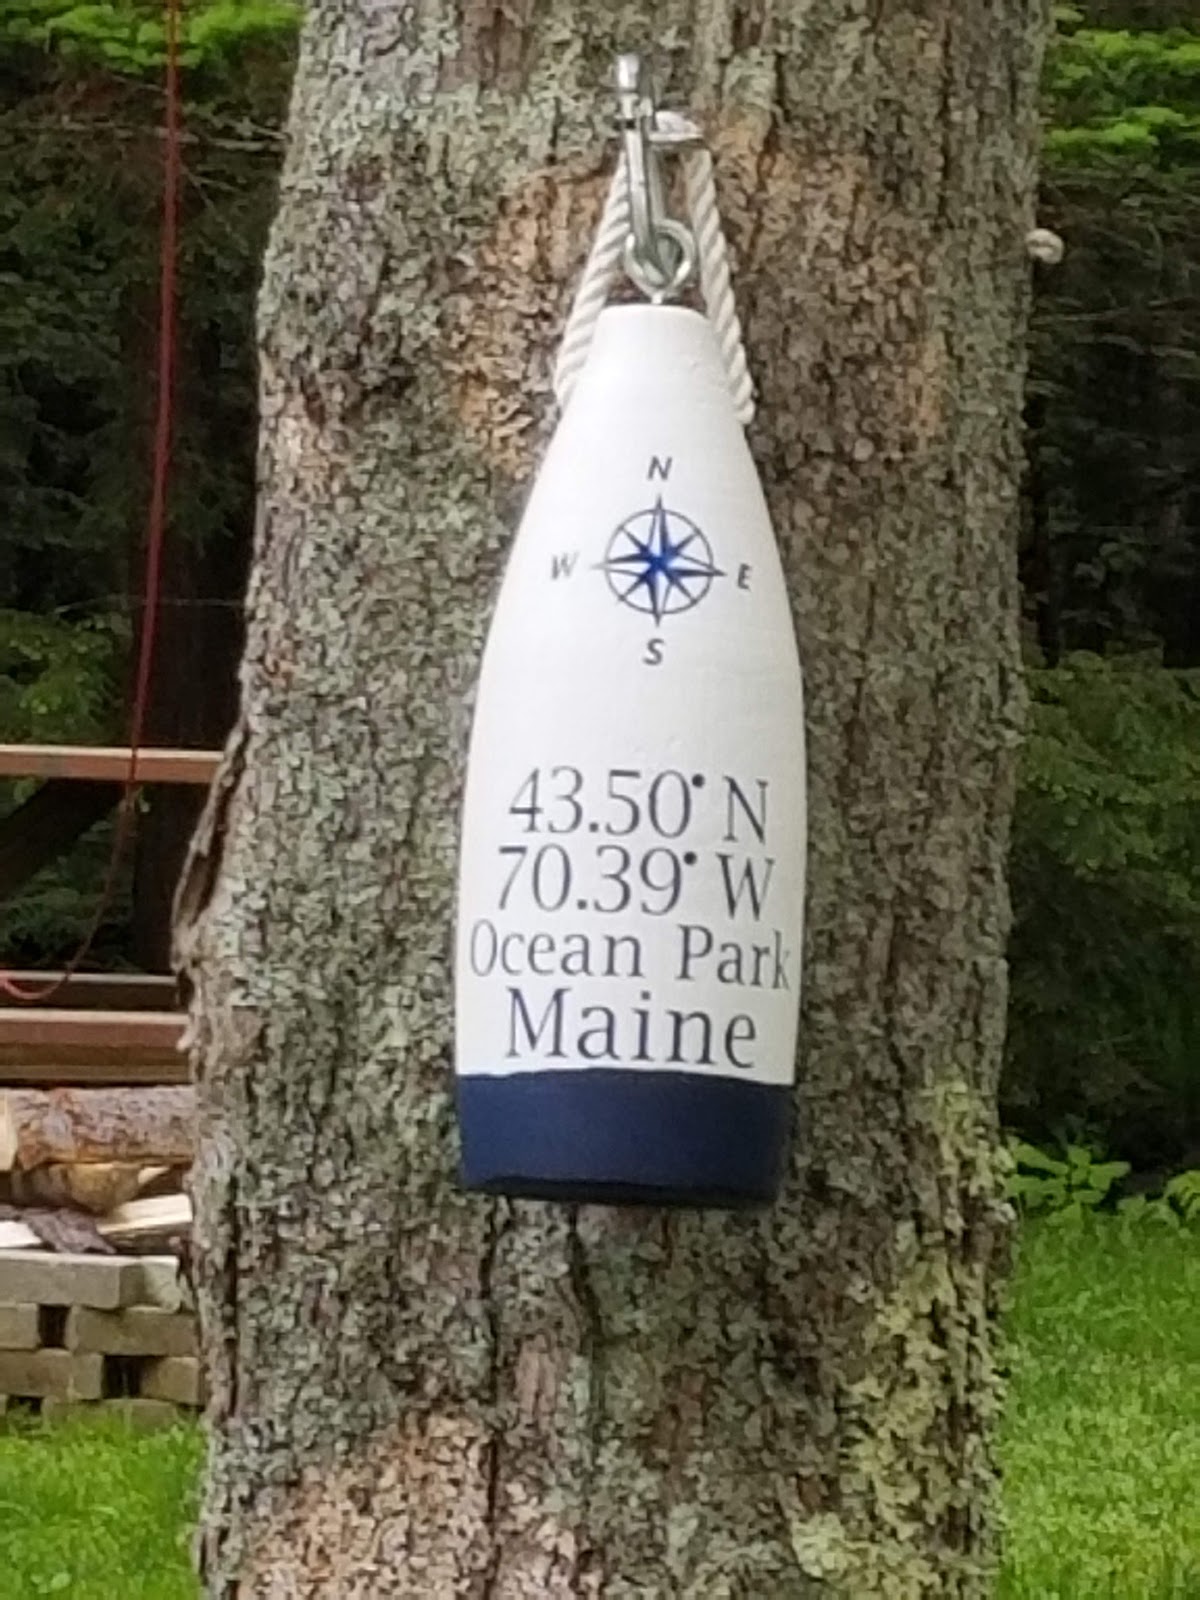 N
W E
S
43.50° N
70.39° W
Ocean Park
Maine